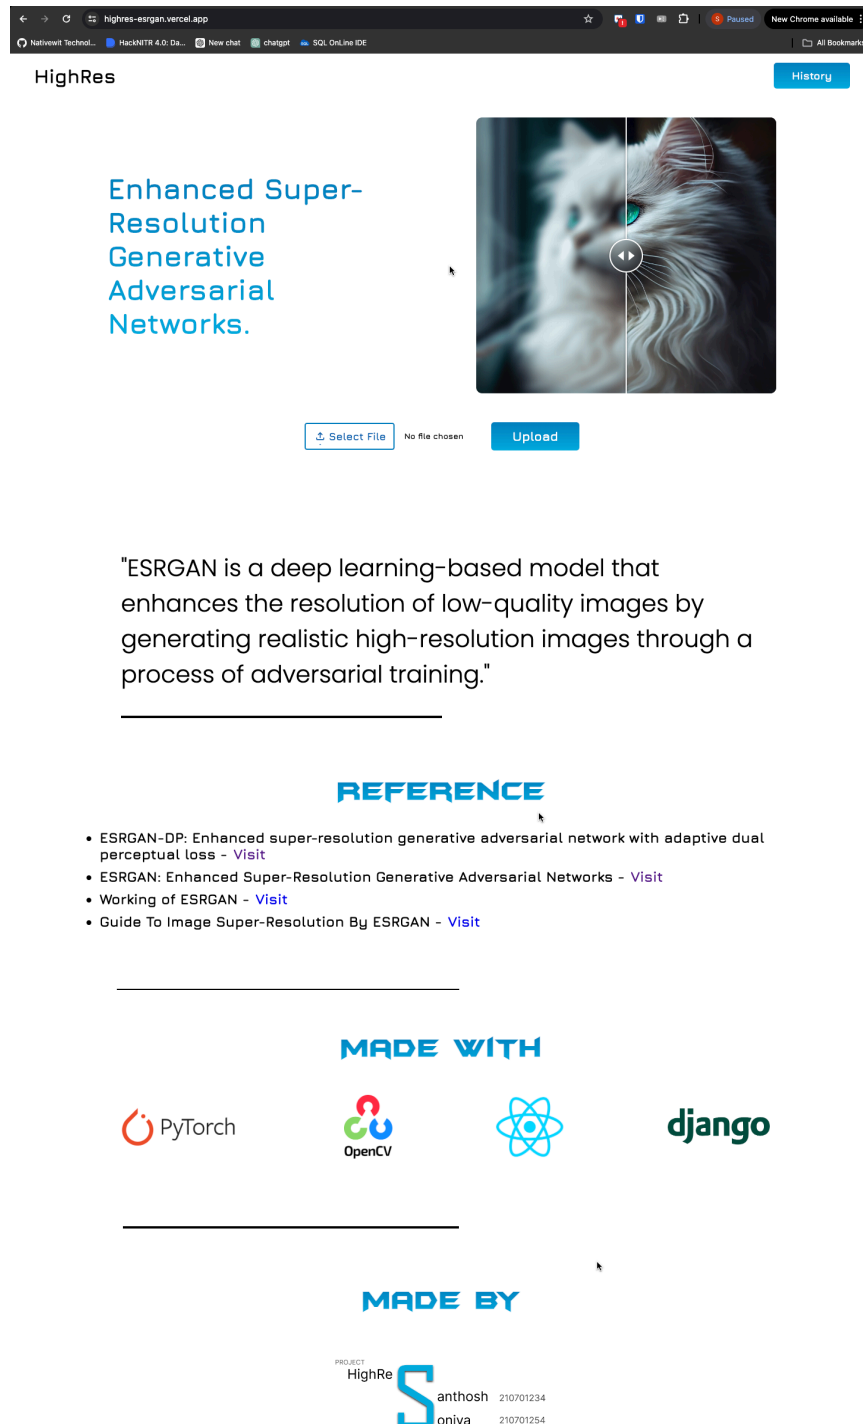 highres-esrgan.vercel.app
S Paused
New Chrome available
Nativewit Technol...
HackNITR 4.0: Da...
New chat
chatgpt
SQL OnLine IDE
All Bookmarks
HighRes
History
Enhanced Super-
Resolution
Generative
Adversarial
Networks.
Select File
No file chosen
Upload
"ESRGAN is a deep learning-based model that
enhances the resolution of low-quality images by
generating realistic high-resolution images through a
process of adversarial training."
REFERENCE
• ESRGAN-DP: Enhanced super-resolution generative adversarial network with adaptive dual
perceptual loss - Visit
• ESRGAN: Enhanced Super-Resolution Generative Adversarial Networks - Visit
• Working of ESRGAN - Visit
• Guide To Image Super-Resolution By ESRGAN - Visit
MADE WITH
PyTorch
OpenCV
django
MADE BY
PROJECT
HighRe
S
anthosh 210701234
oniya 210701254